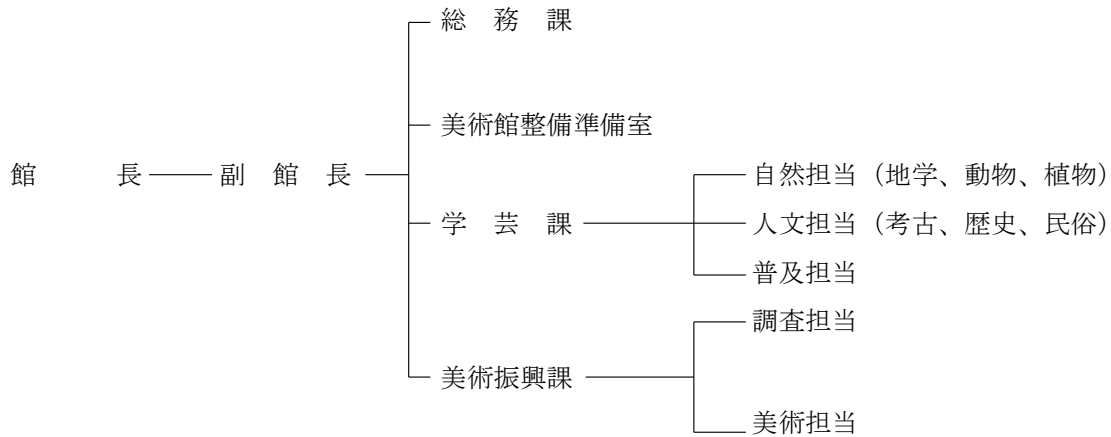 総務課
美術館整備準備室
館長
副館長
自然担当（地学、動物、植物）
学芸課
人文担当（考古、歴史、民俗）
普及担当
調査担当
美術振興課
美術担当